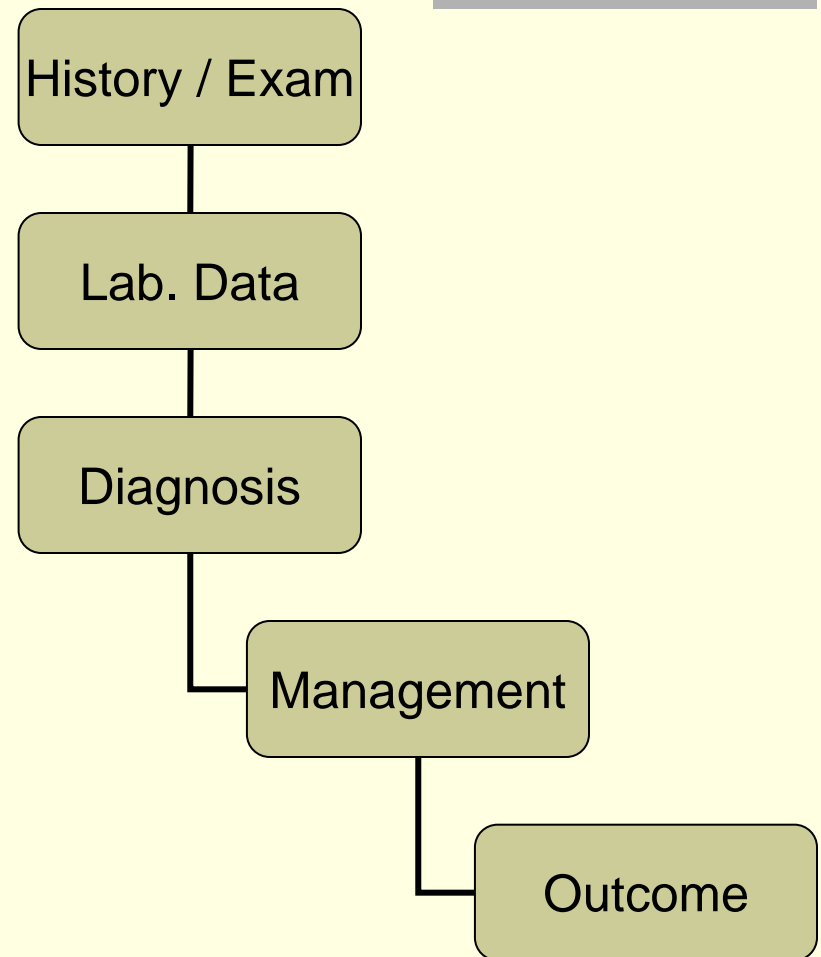 History / Exam
Lab. Data
Diagnosis
Management
Outcome